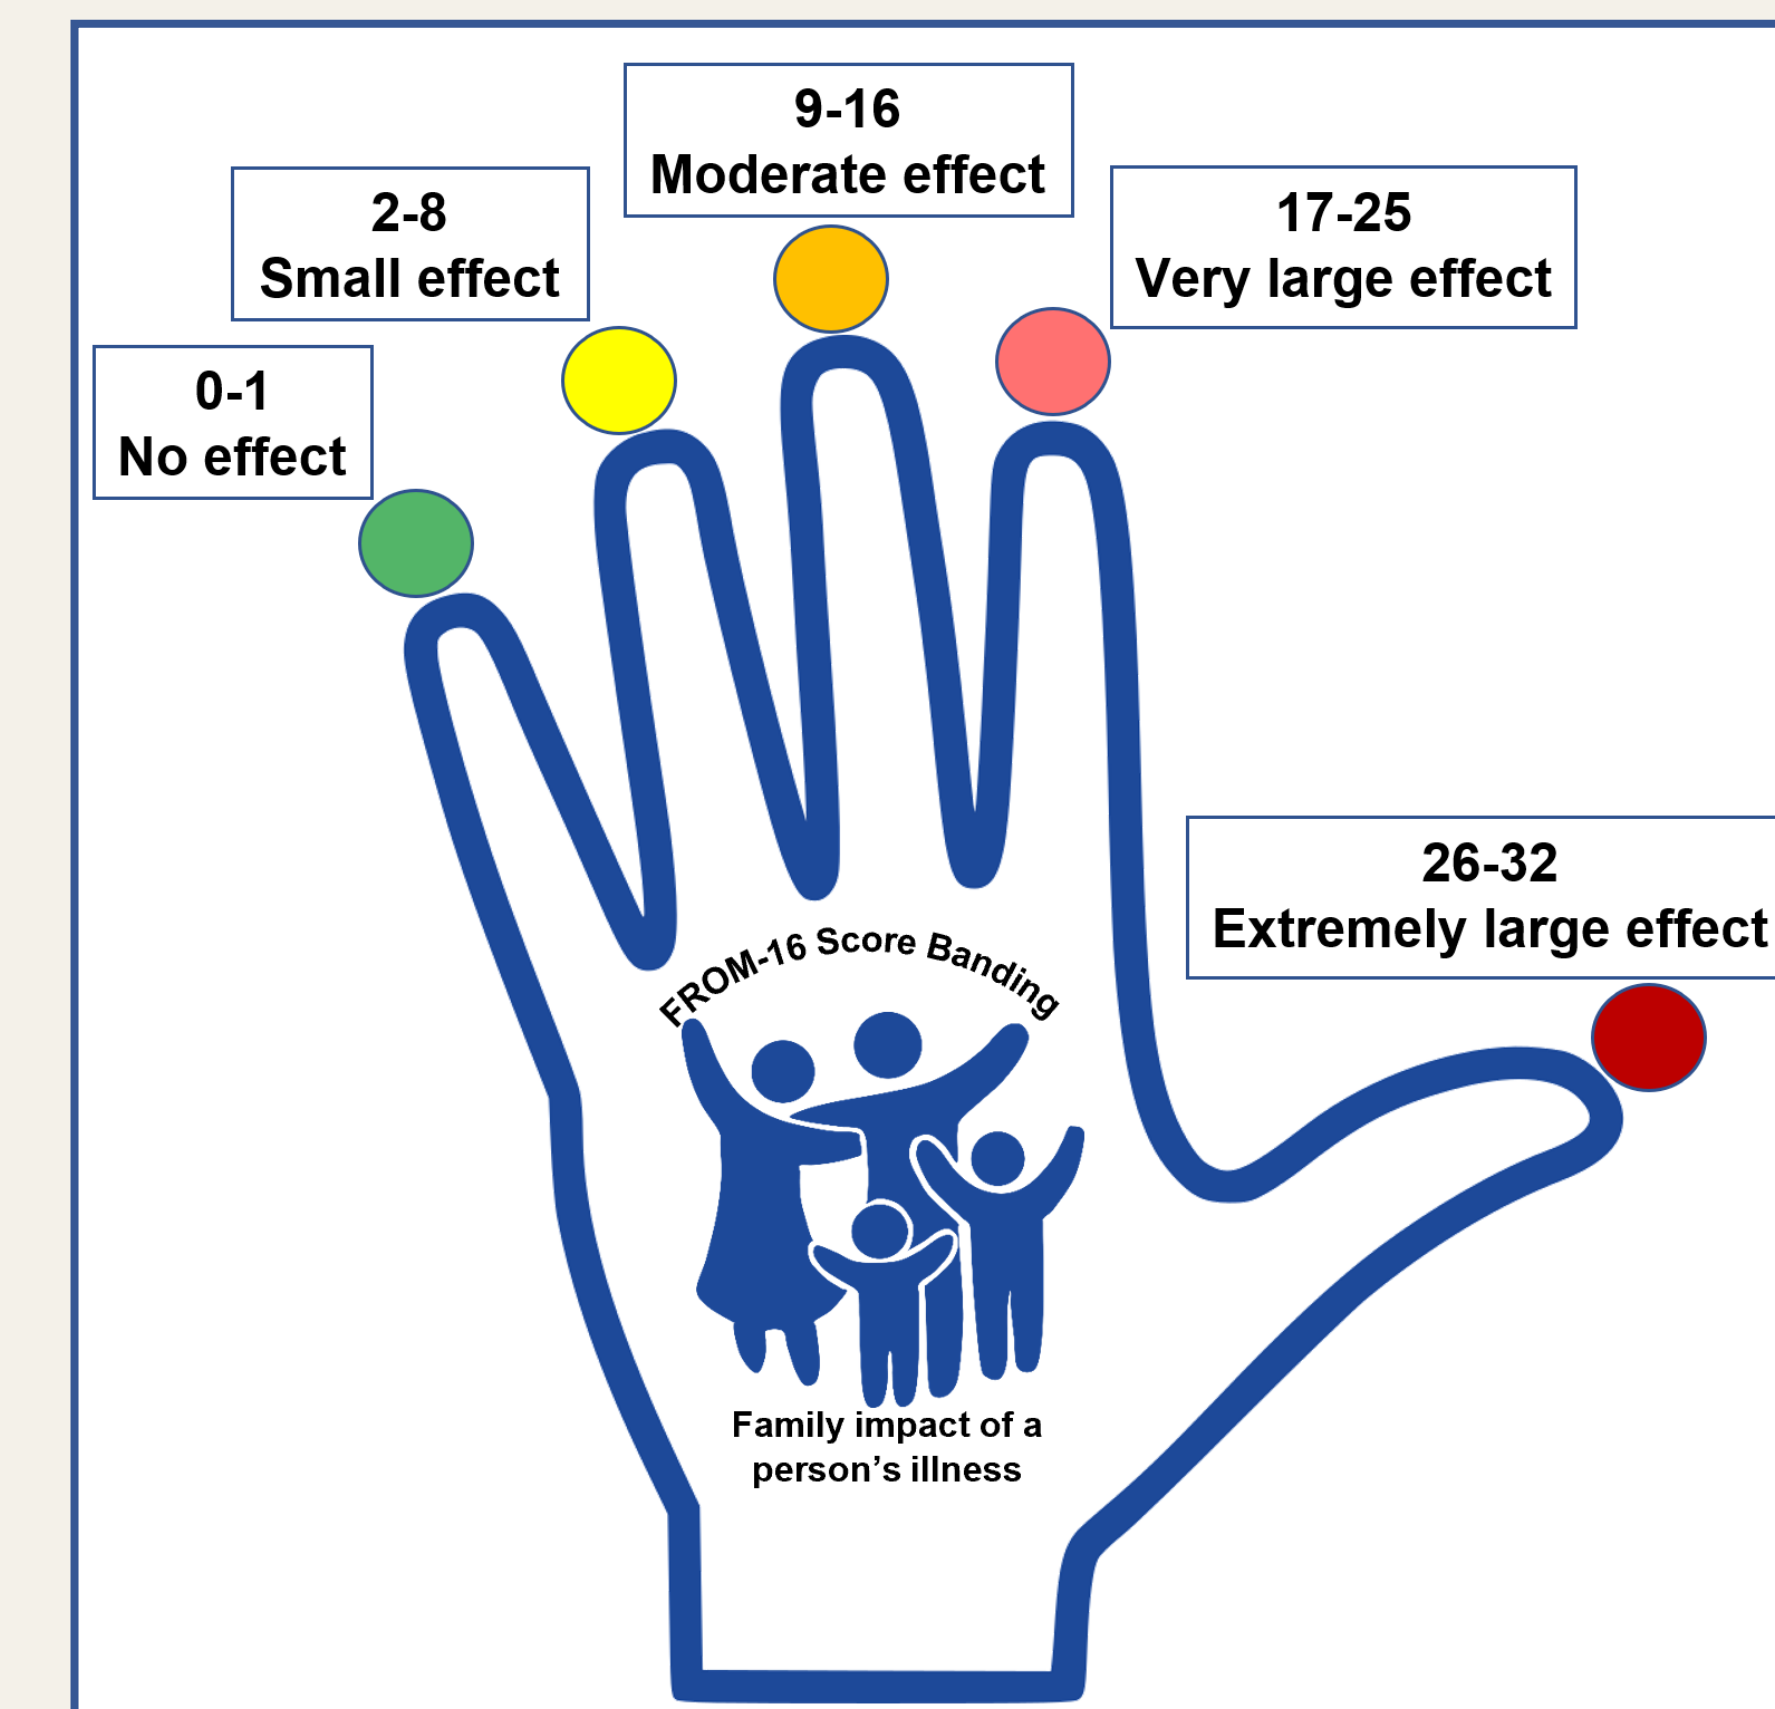 9-16
Moderate effect
2-8
Small effect
17-25
Very large effect
0-1
No effect
26-32
Extremely large effect
FROM-16 Score Banding
Family impact of a
person’s illness